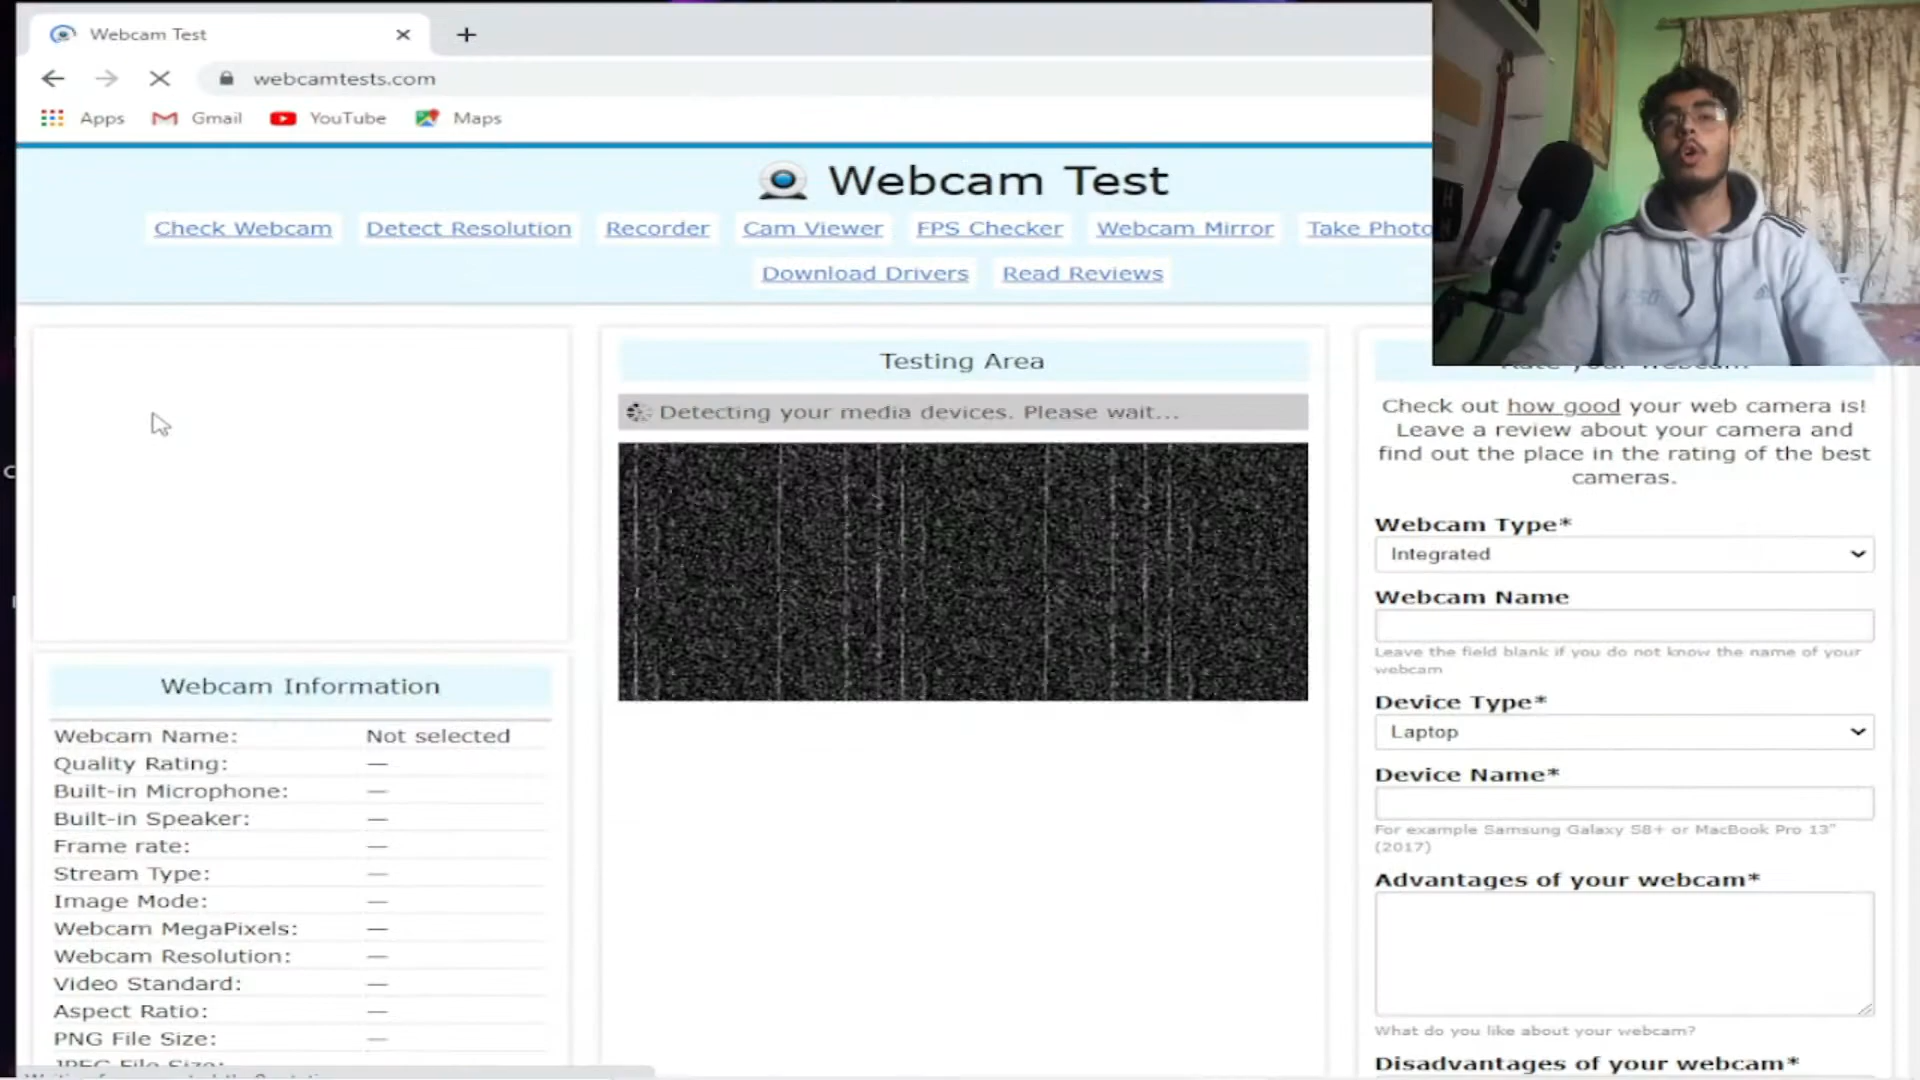 Webcam Test
webcamtests.com
Apps Gmail YouTube Maps
Webcam Test
Check Webcam Detect Resolution Recorder Cam Viewer FPS Checker Webcam Mirror Take Photo
Download Drivers Read Reviews
Testing Area
Detecting your media devices. Please wait...
Webcam Information
Webcam Name: Not selected
Quality Rating: —
Built-in Microphone: —
Built-in Speaker: —
Frame rate: —
Stream Type: —
Image Mode: —
Webcam MegaPixels: —
Webcam Resolution: —
Video Standard: —
Aspect Ratio: —
PNG File Size: —
JPEG File Size:
Rate your webcam
Check out how good your web camera is!
Leave a review about your camera and
find out the place in the rating of the best
cameras.
Webcam Type*
Integrated
Webcam Name
Leave the field blank if you do not know the name of your
webcam
Device Type*
Laptop
Device Name*
For example Samsung Galaxy S8+ or MacBook Pro 13"
(2017)
Advantages of your webcam*
What do you like about your webcam?
Disadvantages of your webcam*